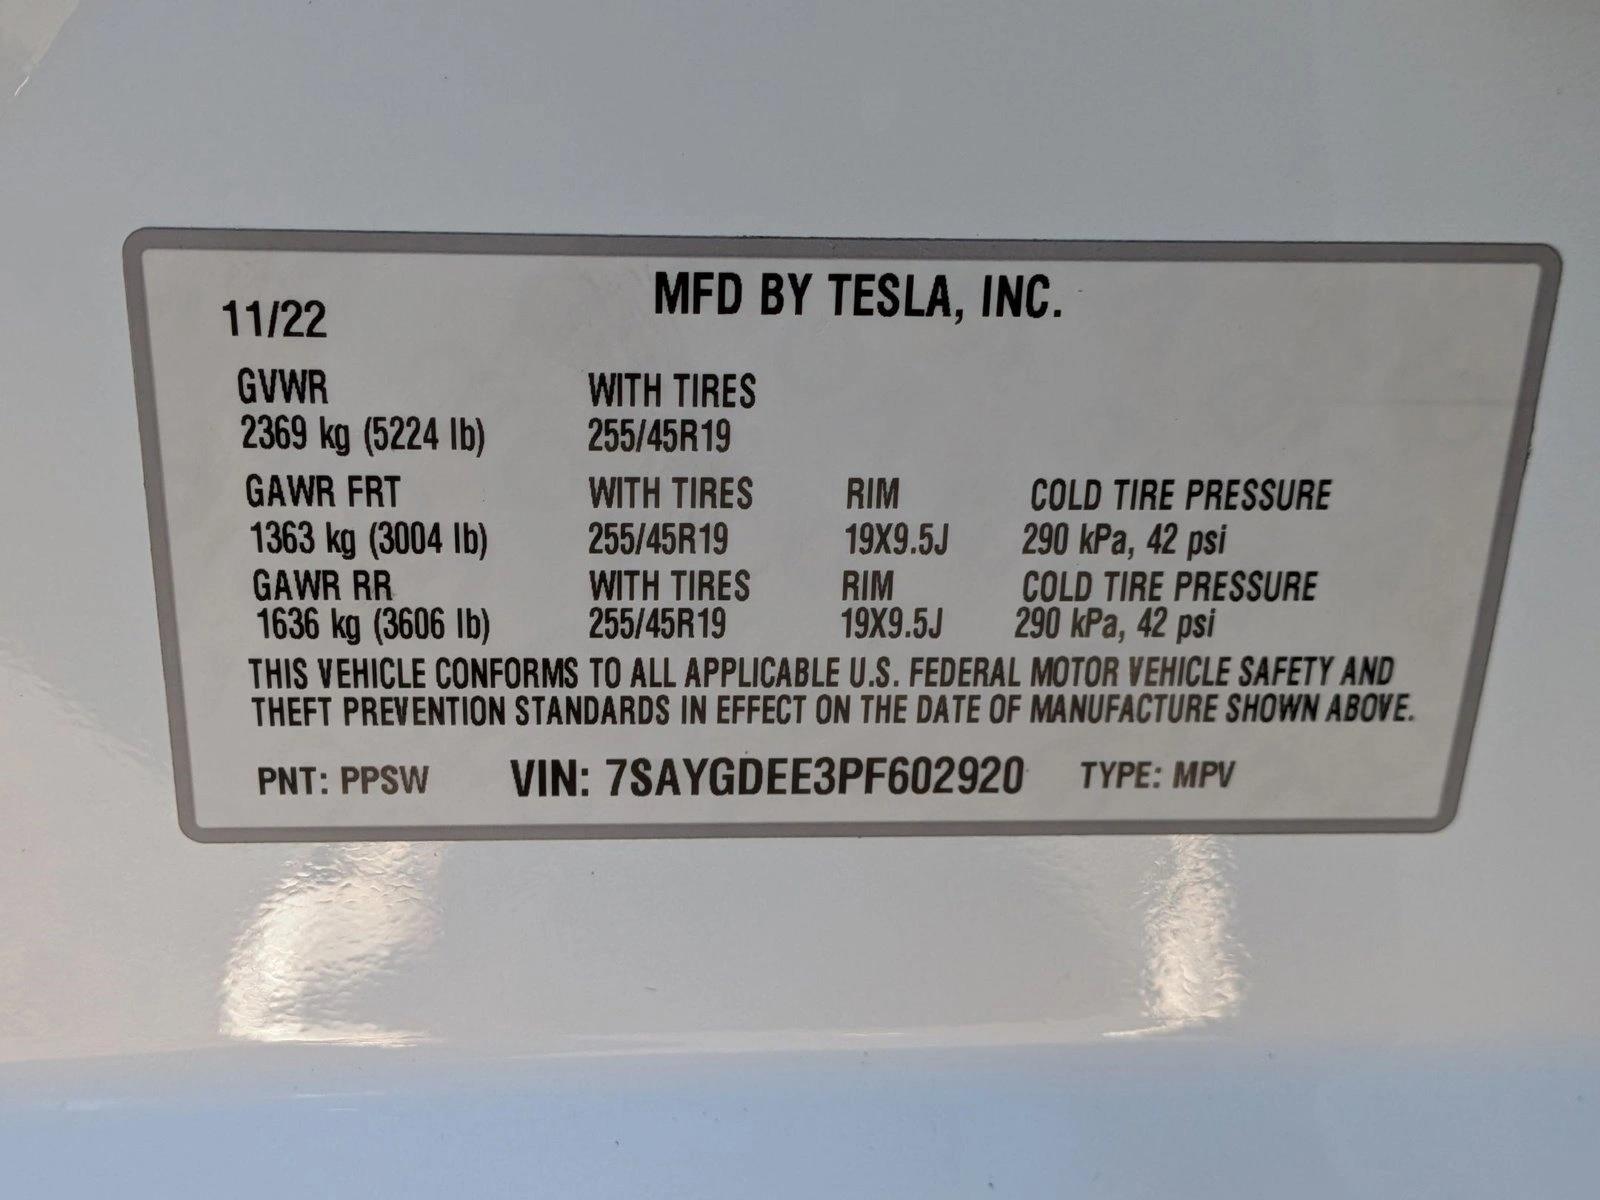 MFD BY TESLA, INC.
11/22
GVWR WITH TIRES
2369 kg (5224 lb) 255/45R19
GAWR FRT WITH TIRES RIM COLD TIRE PRESSURE
1363 kg (3004 lb) 255/45R19 19X9.5J 290 kPa, 42 psi
GAWR RR WITH TIRES RIM COLD TIRE PRESSURE
1636 kg (3606 lb) 255/45R19 19X9.5J 290 kPa, 42 psi
THIS VEHICLE CONFORMS TO ALL APPLICABLE U.S. FEDERAL MOTOR VEHICLE SAFETY AND
THEFT PREVENTION STANDARDS IN EFFECT ON THE DATE OF MANUFACTURE SHOWN ABOVE.
PNT: PPSW VIN: 7SAYGDEE3PF602920 TYPE: MPV